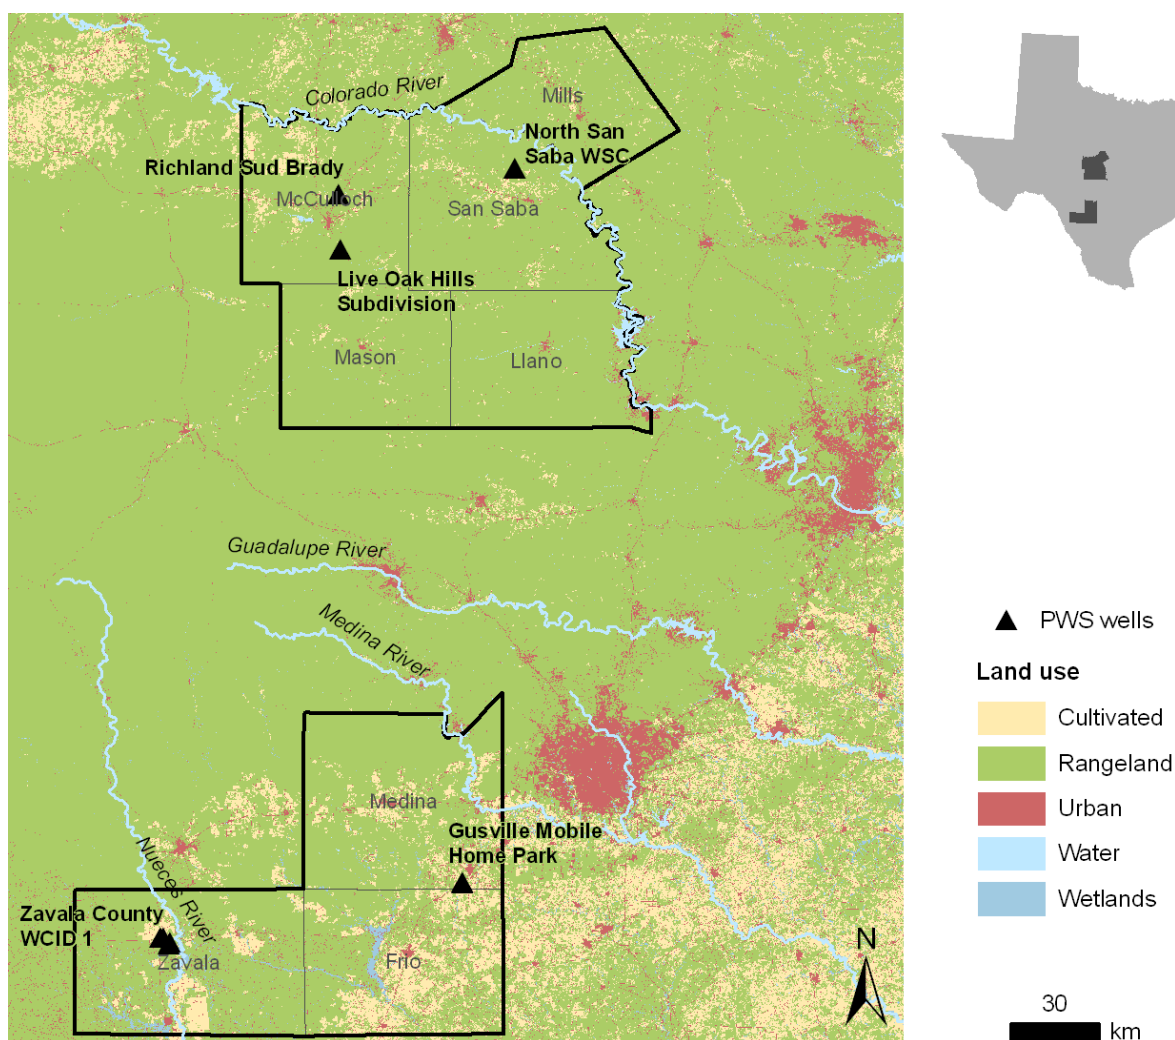 Colorado River
Mills
North San
Saba WSC
Richland Sud Brady
McCulloch
San Saba
Live Oak Hills
Subdivision
Mason
Llano
Guadalupe River
Medina River
Medina
Gusville Mobile
Home Park
Nueces River
Zavala County
WCID 1
Zavala
Frio
N
PWS wells
Land use
Cultivated
Rangeland
Urban
Water
Wetlands
30
km